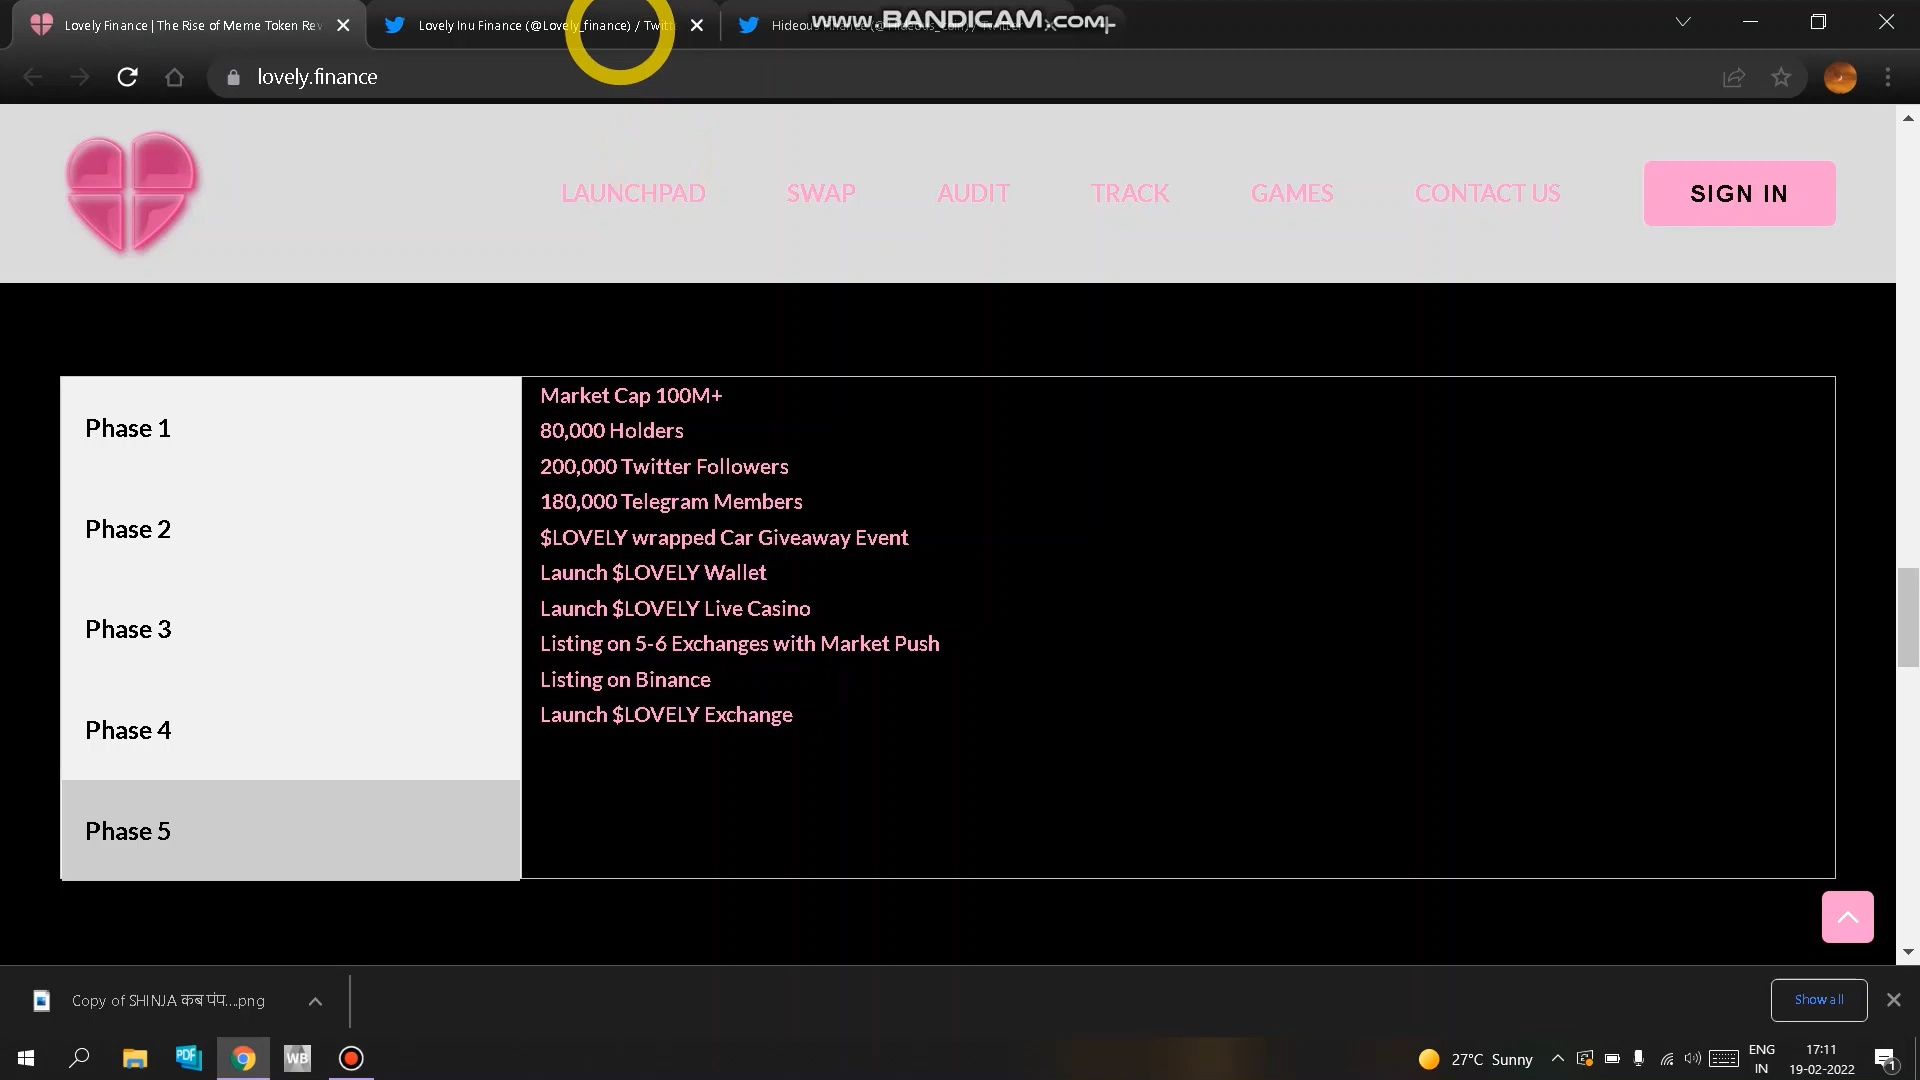 Lovely Finance | The Rise of Meme Token Rev
Lovely Inu Finance (@Lovely_finance) / Twitt
www.BANDICAM.com
lovely.finance
LAUNCHPAD
SWAP
AUDIT
TRACK
GAMES
CONTACT US
SIGN IN
Phase 1
Phase 2
Phase 3
Phase 4
Phase 5
Market Cap 100M+
80,000 Holders
200,000 Twitter Followers
180,000 Telegram Members
$LOVELY wrapped Car Giveaway Event
Launch $LOVELY Wallet
Launch $LOVELY Live Casino
Listing on 5-6 Exchanges with Market Push
Listing on Binance
Launch $LOVELY Exchange
Copy of SHINJA कब पंप....png
Show all
PDF
WB
27°C Sunny
ENG
IN
17:11
19-02-2022
1